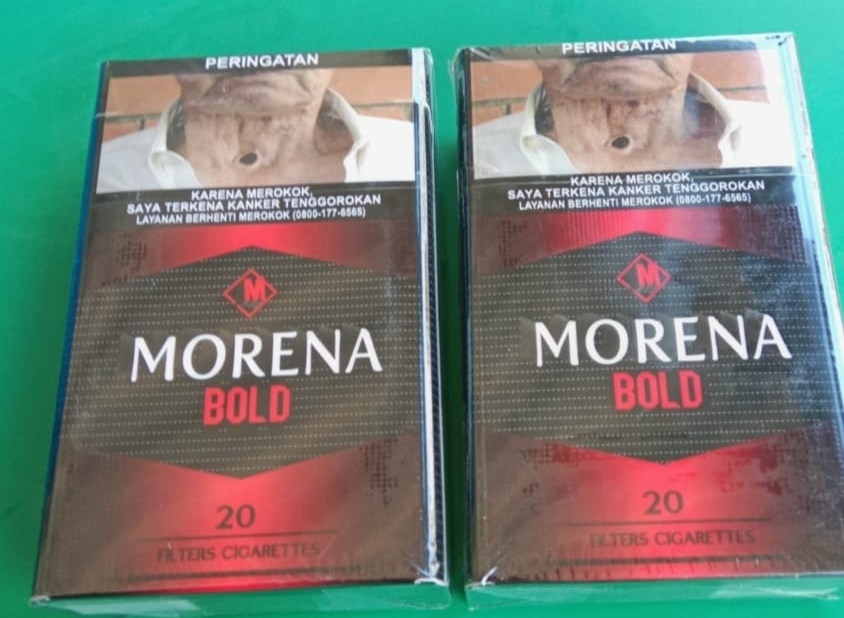 PERINGATAN
KARENA MEROKOK,
SAYA TERKENA KANKER TENGGOROKAN
LAYANAN BERHENTI MEROKOK (0800-177-6565)
M
MORENA
BOLD
20
FILTERS CIGARETTES
PERINGATAN
KARENA MEROKOK,
SAYA TERKENA KANKER TENGGOROKAN
LAYANAN BERHENTI MEROKOK (0800-177-6565)
M
MORENA
BOLD
20
FILTERS CIGARETTES